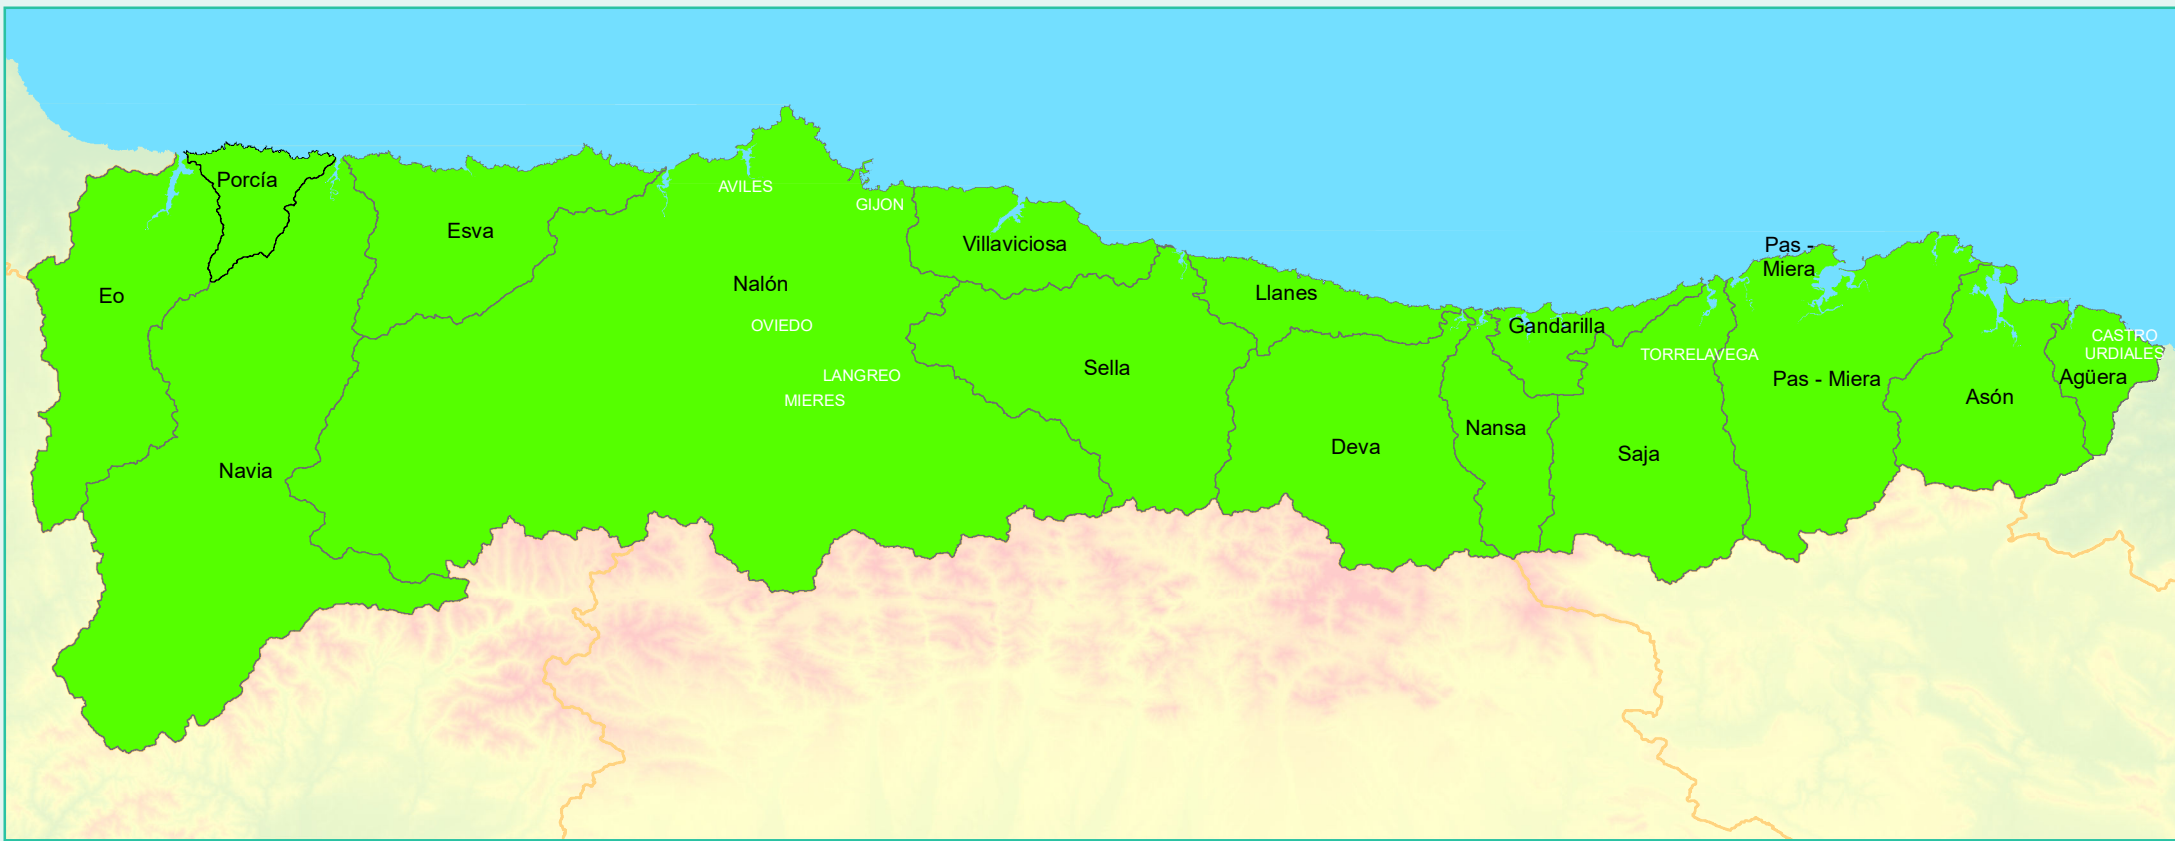 Porcía
AVILES
GIJON
Esva
Villaviciosa
Pas -
Miera
Eo
Nalón
Llanes
OVIEDO
Gandarilla
CASTRO
URDIALES
TORRELAVEGA
Sella
LANGREO
Pas - Miera
Agüera
MIERES
Asón
Nansa
Deva
Saja
Navia